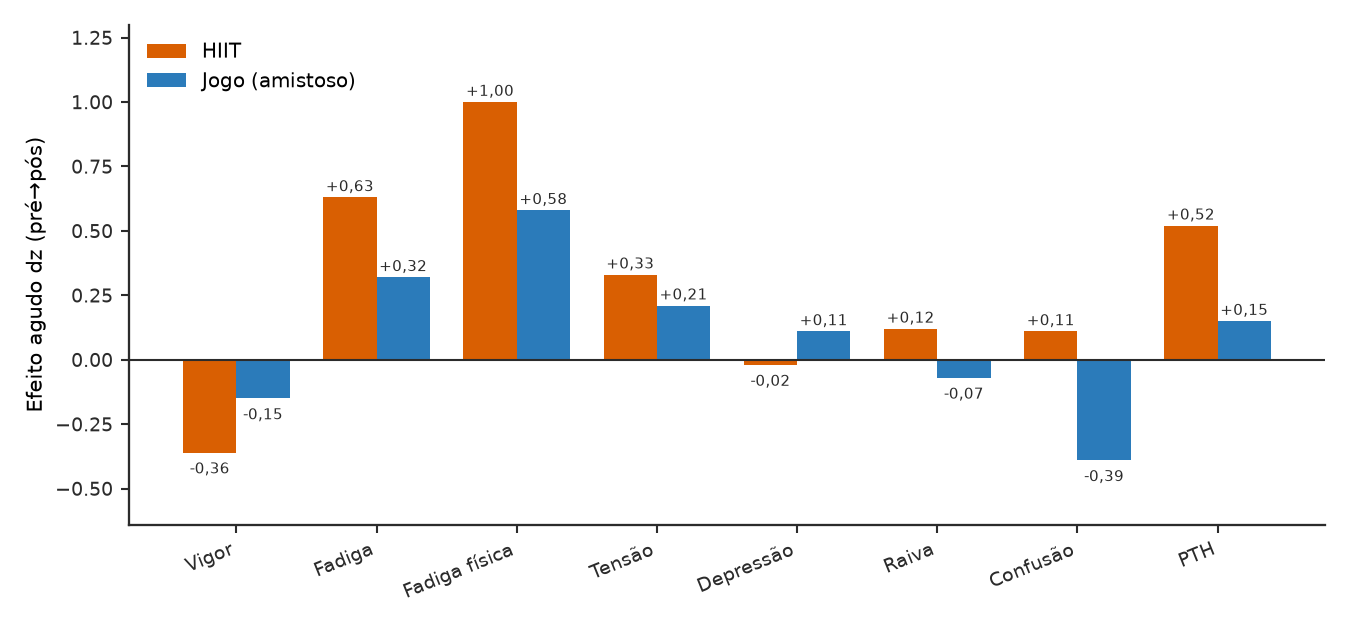 Efeito agudo dz (pré→pós)
1.25
1.00
0.75
0.50
0.25
0.00
−0.25
−0.50
HIIT
Jogo (amistoso)
-0,36
-0,15
+0,63
+0,32
+1,00
+0,58
+0,33
+0,21
-0,02
+0,11
+0,12
-0,07
+0,11
-0,39
+0,52
+0,15
Vigor
Fadiga
Fadiga física
Tensão
Depressão
Raiva
Confusão
PTH